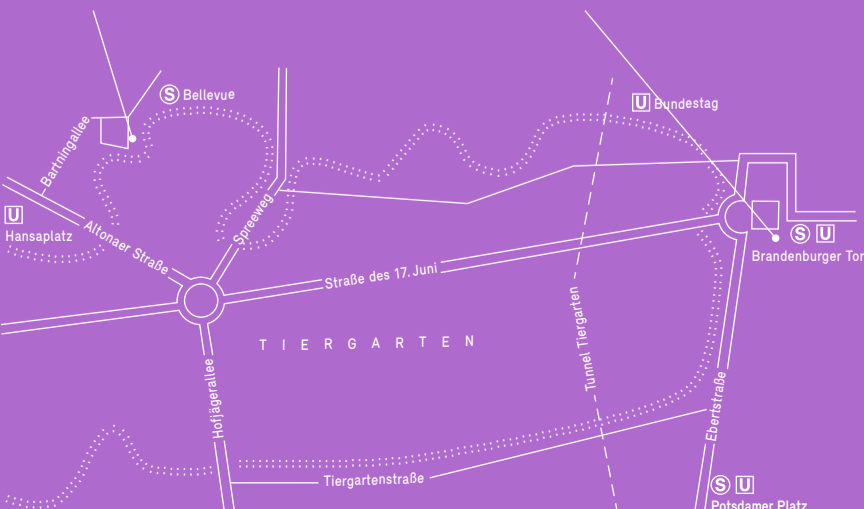 S Bellevue
U Bundestag
Bartningallee
U
Hansaplatz
Altonaer Straße
Spreeweg
S U
Brandenburger Tor
Straße des 17. Juni
TIERGARTEN
Tunnel Tiergarten
Hofjägerallee
Ebertstraße
Tiergartenstraße
S U
Potsdamer Platz